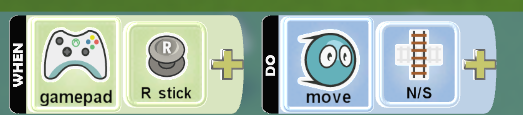 WHEN
gamepad
R
R stick
DO
move
N/S